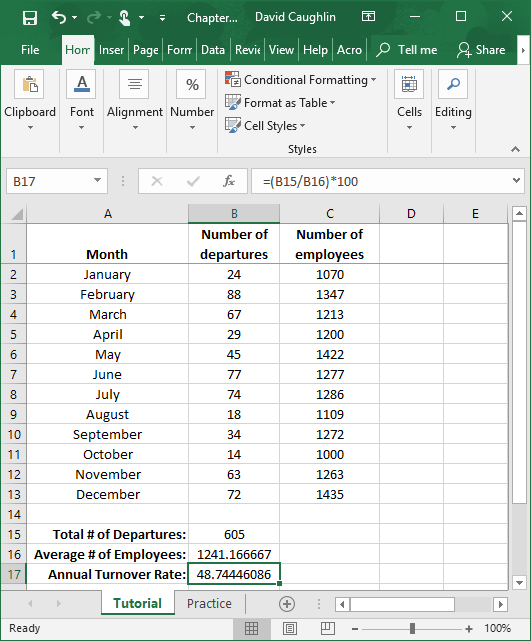 Chapter... David Caughlin
File Hor Inser Page Forr Data Revie View Help Acro Tell me Share
Clipboard Font Alignment Number
%
Conditional Formatting
Format as Table
Cell Styles
Styles
Cells Editing
B17 fx =(B15/B16)*100
A B C D E
1 Month Number of departures Number of employees
2 January 24 1070
3 February 88 1347
4 March 67 1213
5 April 29 1200
6 May 45 1422
7 June 77 1277
8 July 74 1286
9 August 18 1109
10 September 34 1272
11 October 14 1000
12 November 63 1263
13 December 72 1435
14
15 Total # of Departures: 605
16 Average # of Employees: 1241.166667
17 Annual Turnover Rate: 48.74446086
Tutorial Practice
Ready 100%